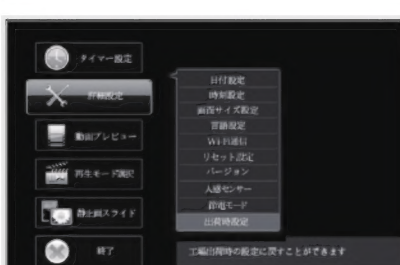 タイマー設定
詳細設定
動画プレビュー
再生モード選択
静止画スライド
終了
日付設定
時刻設定
画面サイズ設定
言語設定
Wi-Fi通信
リセット設定
バージョン
人感センサー
節電モード
出荷時設定
工場出荷時の設定に戻すことができます